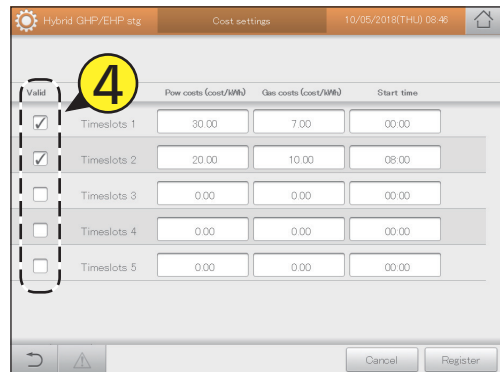 Hybrid GHP/EHP stg Cost settings 10/05/2018(THU) 08:46
4
Valid Pow costs (cost/kWh) Gas costs (cost/kWh) Start time
Timeslots 1 30.00 7.00 00:00
Timeslots 2 20.00 10.00 08:00
Timeslots 3 0.00 0.00 00:00
Timeslots 4 0.00 0.00 00:00
Timeslots 5 0.00 0.00 00:00
Cancel Register